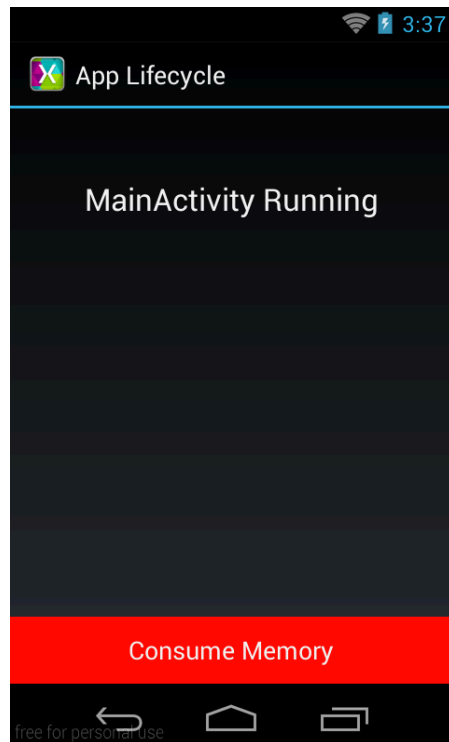 3:37
App Lifecycle
MainActivity Running
Consume Memory
free for personal use